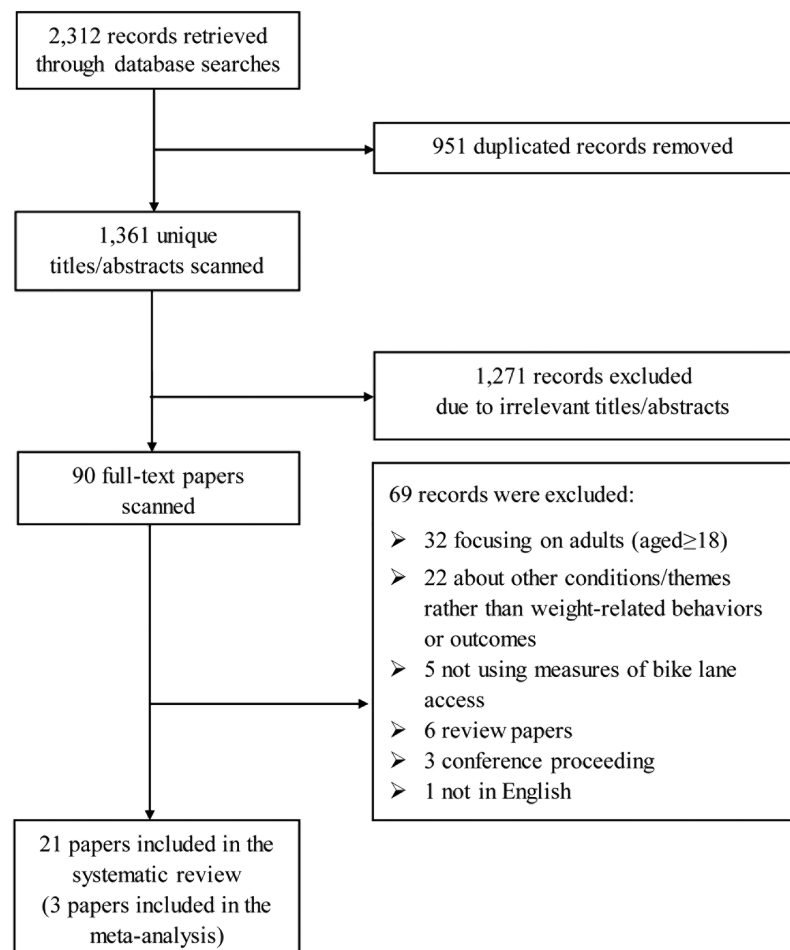 2,312 records retrieved
through database searches
951 duplicated records removed
1,361 unique
titles/abstracts scanned
1,271 records excluded
due to irrelevant titles/abstracts
90 full-text papers
scanned
69 records were excluded:
➢ 32 focusing on adults (aged≥18)
➢ 22 about other conditions/themes
rather than weight-related behaviors
or outcomes
➢ 5 not using measures of bike lane
access
➢ 6 review papers
➢ 3 conference proceeding
➢ 1 not in English
21 papers included in the
systematic review
(3 papers included in the
meta-analysis)